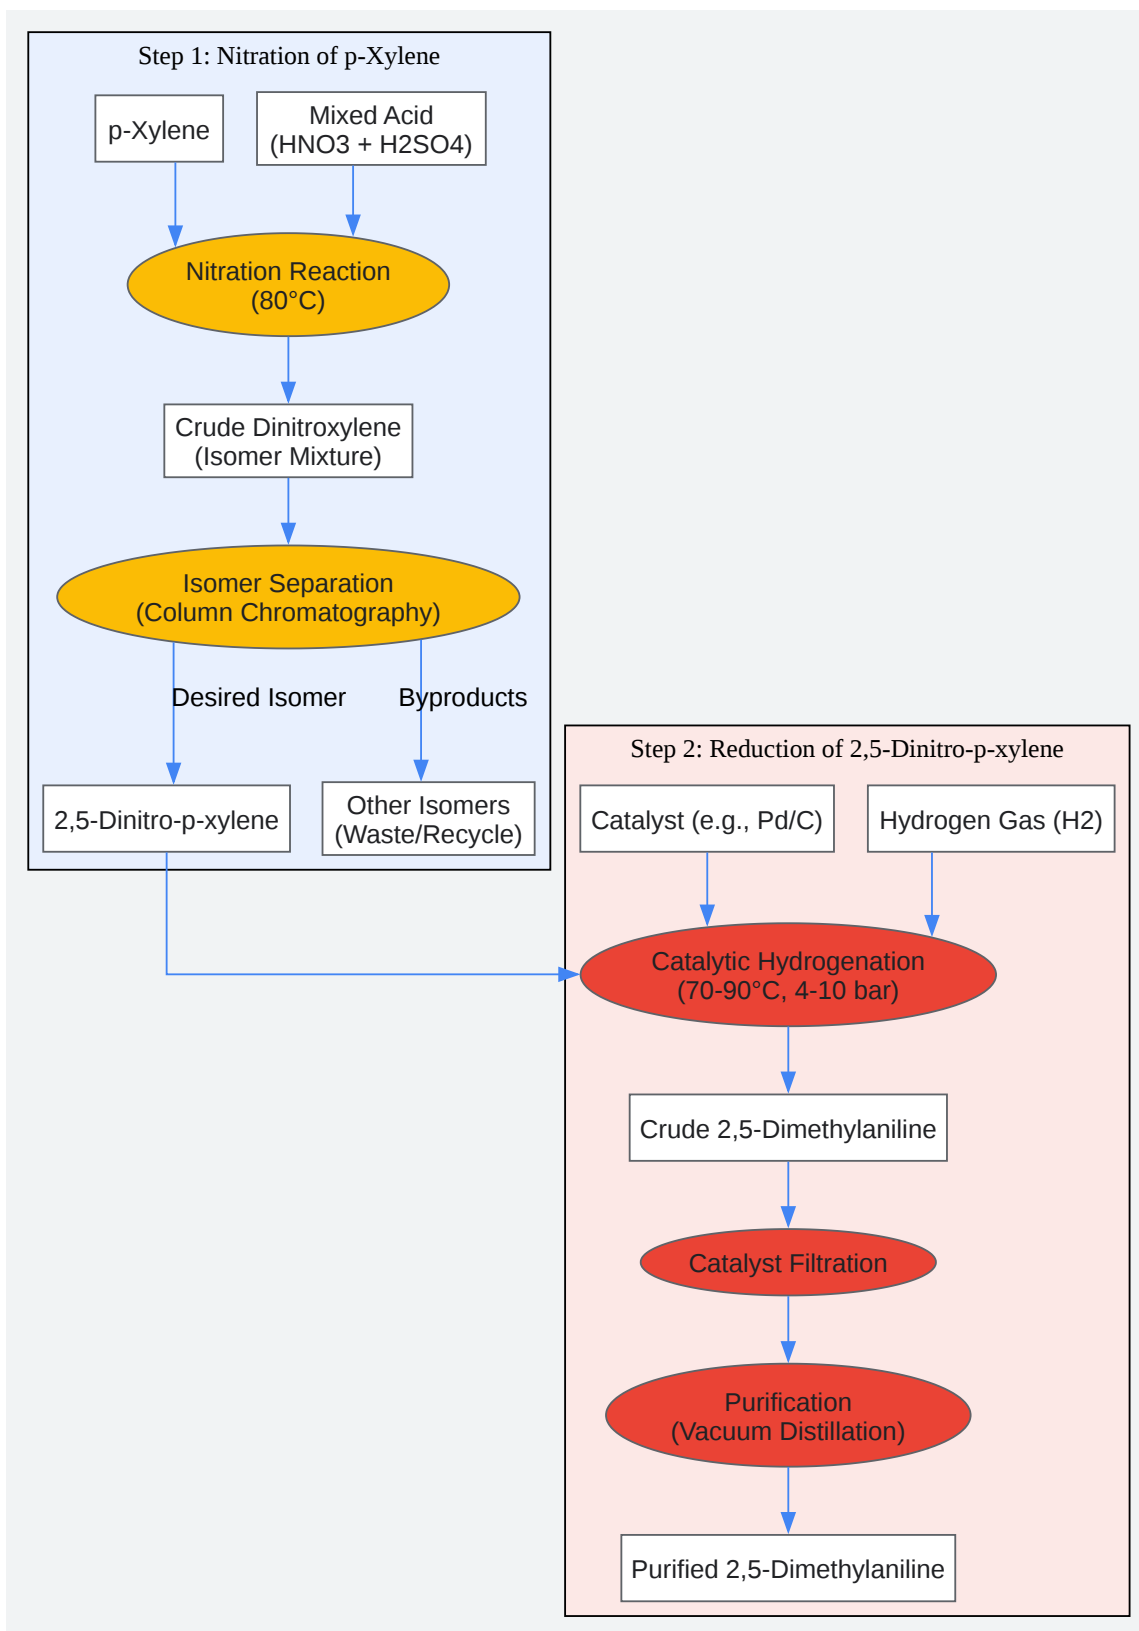 Step 1: Nitration of p-Xylene
p-Xylene
Mixed Acid
(HNO3 + H2SO4)
Nitration Reaction
(80°C)
Crude Dinitroxylene
(Isomer Mixture)
Isomer Separation
(Column Chromatography)
Desired Isomer
Byproducts
2,5-Dinitro-p-xylene
Other Isomers
(Waste/Recycle)
Step 2: Reduction of 2,5-Dinitro-p-xylene
Catalyst (e.g., Pd/C)
Hydrogen Gas (H2)
Catalytic Hydrogenation
(70-90°C, 4-10 bar)
Crude 2,5-Dimethylaniline
Catalyst Filtration
Purification
(Vacuum Distillation)
Purified 2,5-Dimethylaniline